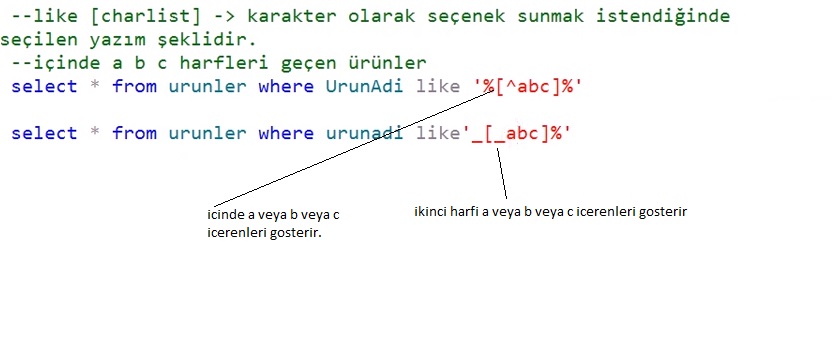 --like [charlist] -> karakter olarak seçenek sunmak istendiğinde
seçilen yazım şeklidir.
--içinde a b c harfleri geçen ürünler
select * from urunler where UrunAdi like '%[^abc]%'
select * from urunler where urunadi like'_[_abc]%'
icinde a veya b veya c
icerenleri gosterir.
ikinci harfi a veya b veya c icerenleri gosterir